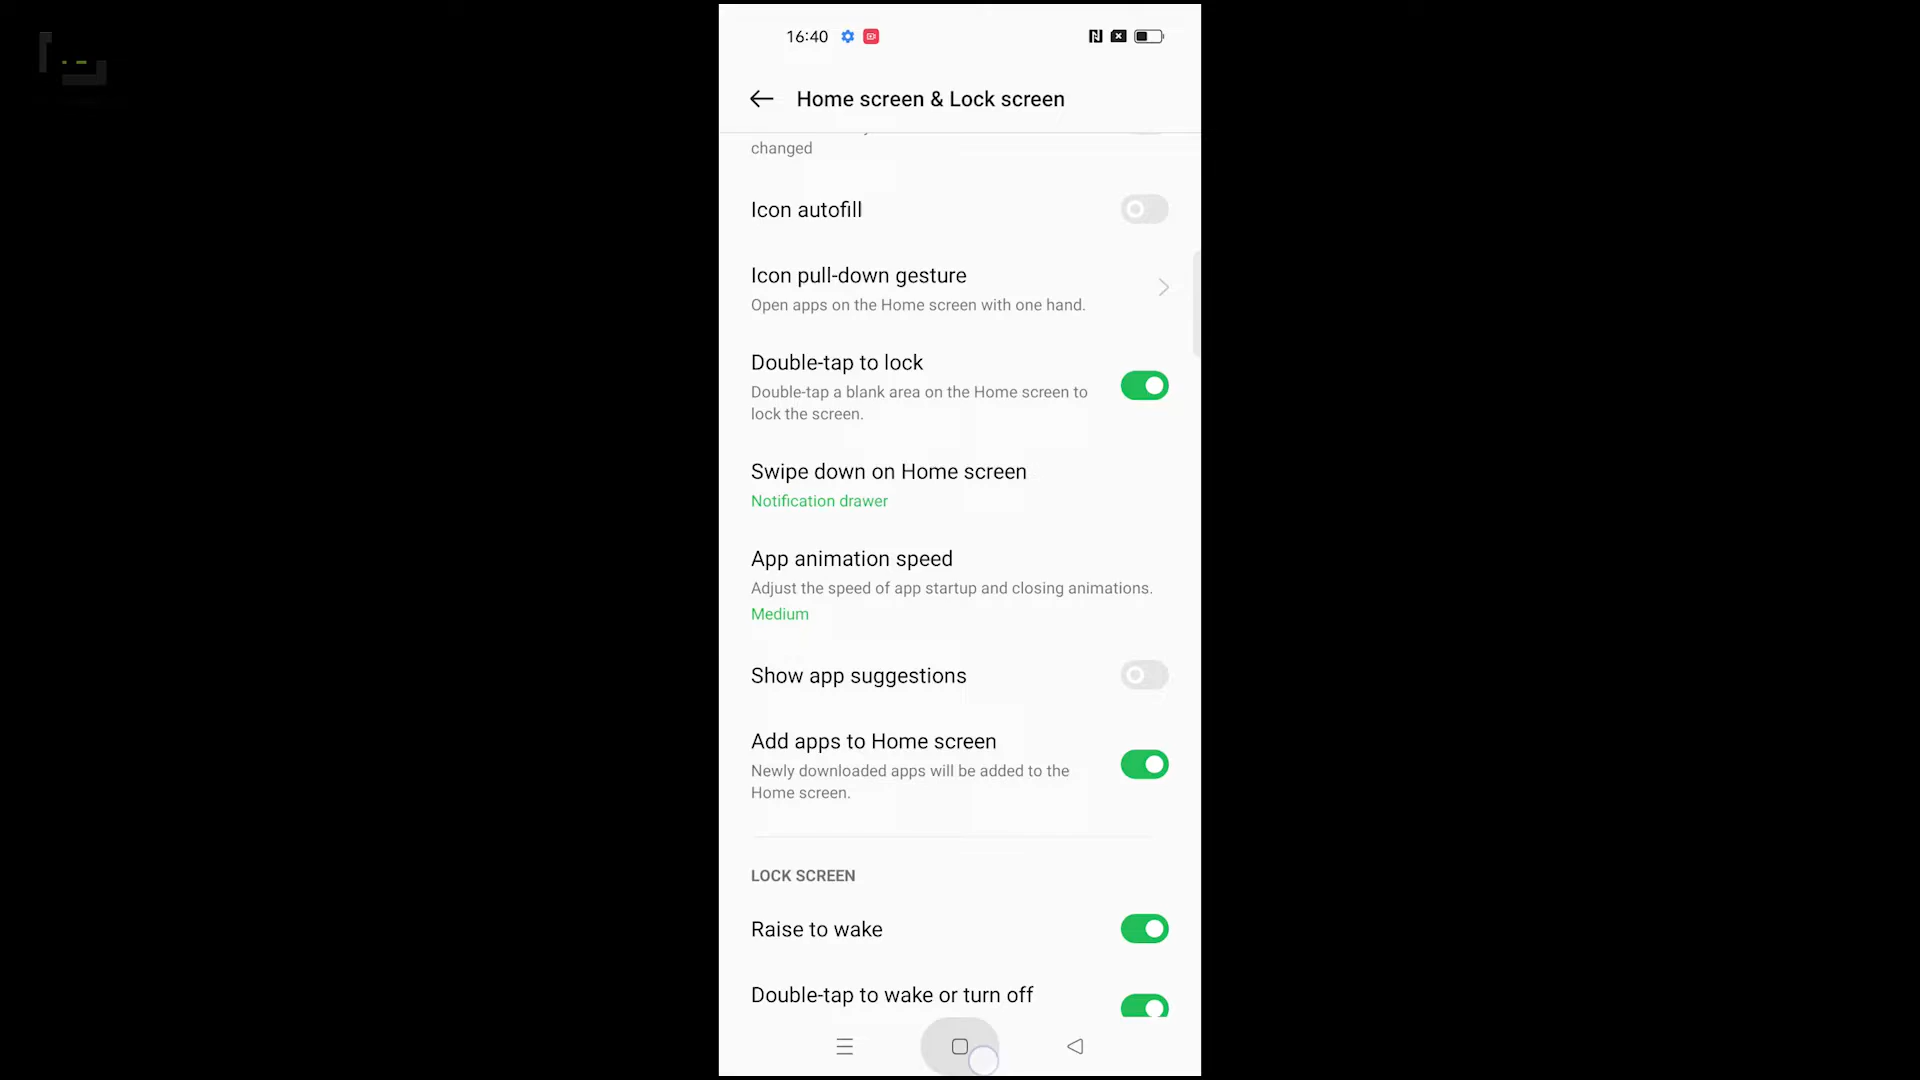 16:40
Home screen & Lock screen
changed
Icon autofill
Icon pull-down gesture
Open apps on the Home screen with one hand.
Double-tap to lock
Double-tap a blank area on the Home screen to
lock the screen.
Swipe down on Home screen
Notification drawer
App animation speed
Adjust the speed of app startup and closing animations.
Medium
Show app suggestions
Add apps to Home screen
Newly downloaded apps will be added to the
Home screen.
LOCK SCREEN
Raise to wake
Double-tap to wake or turn off